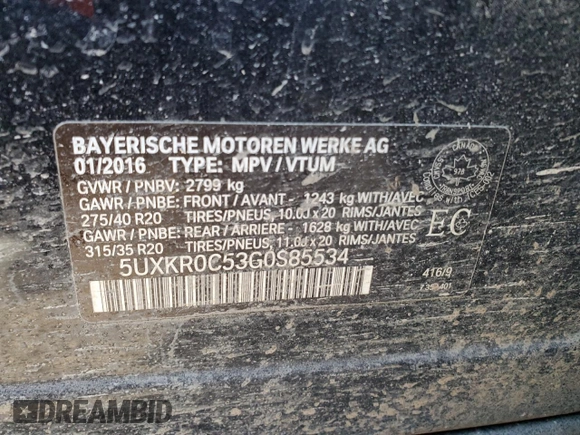 BAYERISCHE MOTOREN WERKE AG
01/2016 TYPE: MPV / VTUM
GVWR / PNBV: 2799 kg
GAWR / PNBE: FRONT / AVANT - 1243 kg WITH/AVEC
275/40 R20 TIRES/PNEUS, 10.0J x 20 RIMS/JANTES
GAWR / PNBE: REAR / ARRIERE - 1628 kg WITH/AVEC
315/35 R20 TIRES/PNEUS, 11.0J x 20 RIMS/JANTES
5UXKR0C53G0S85534
EC
416/9
CANADA
TRANSPORT
DREAMBID